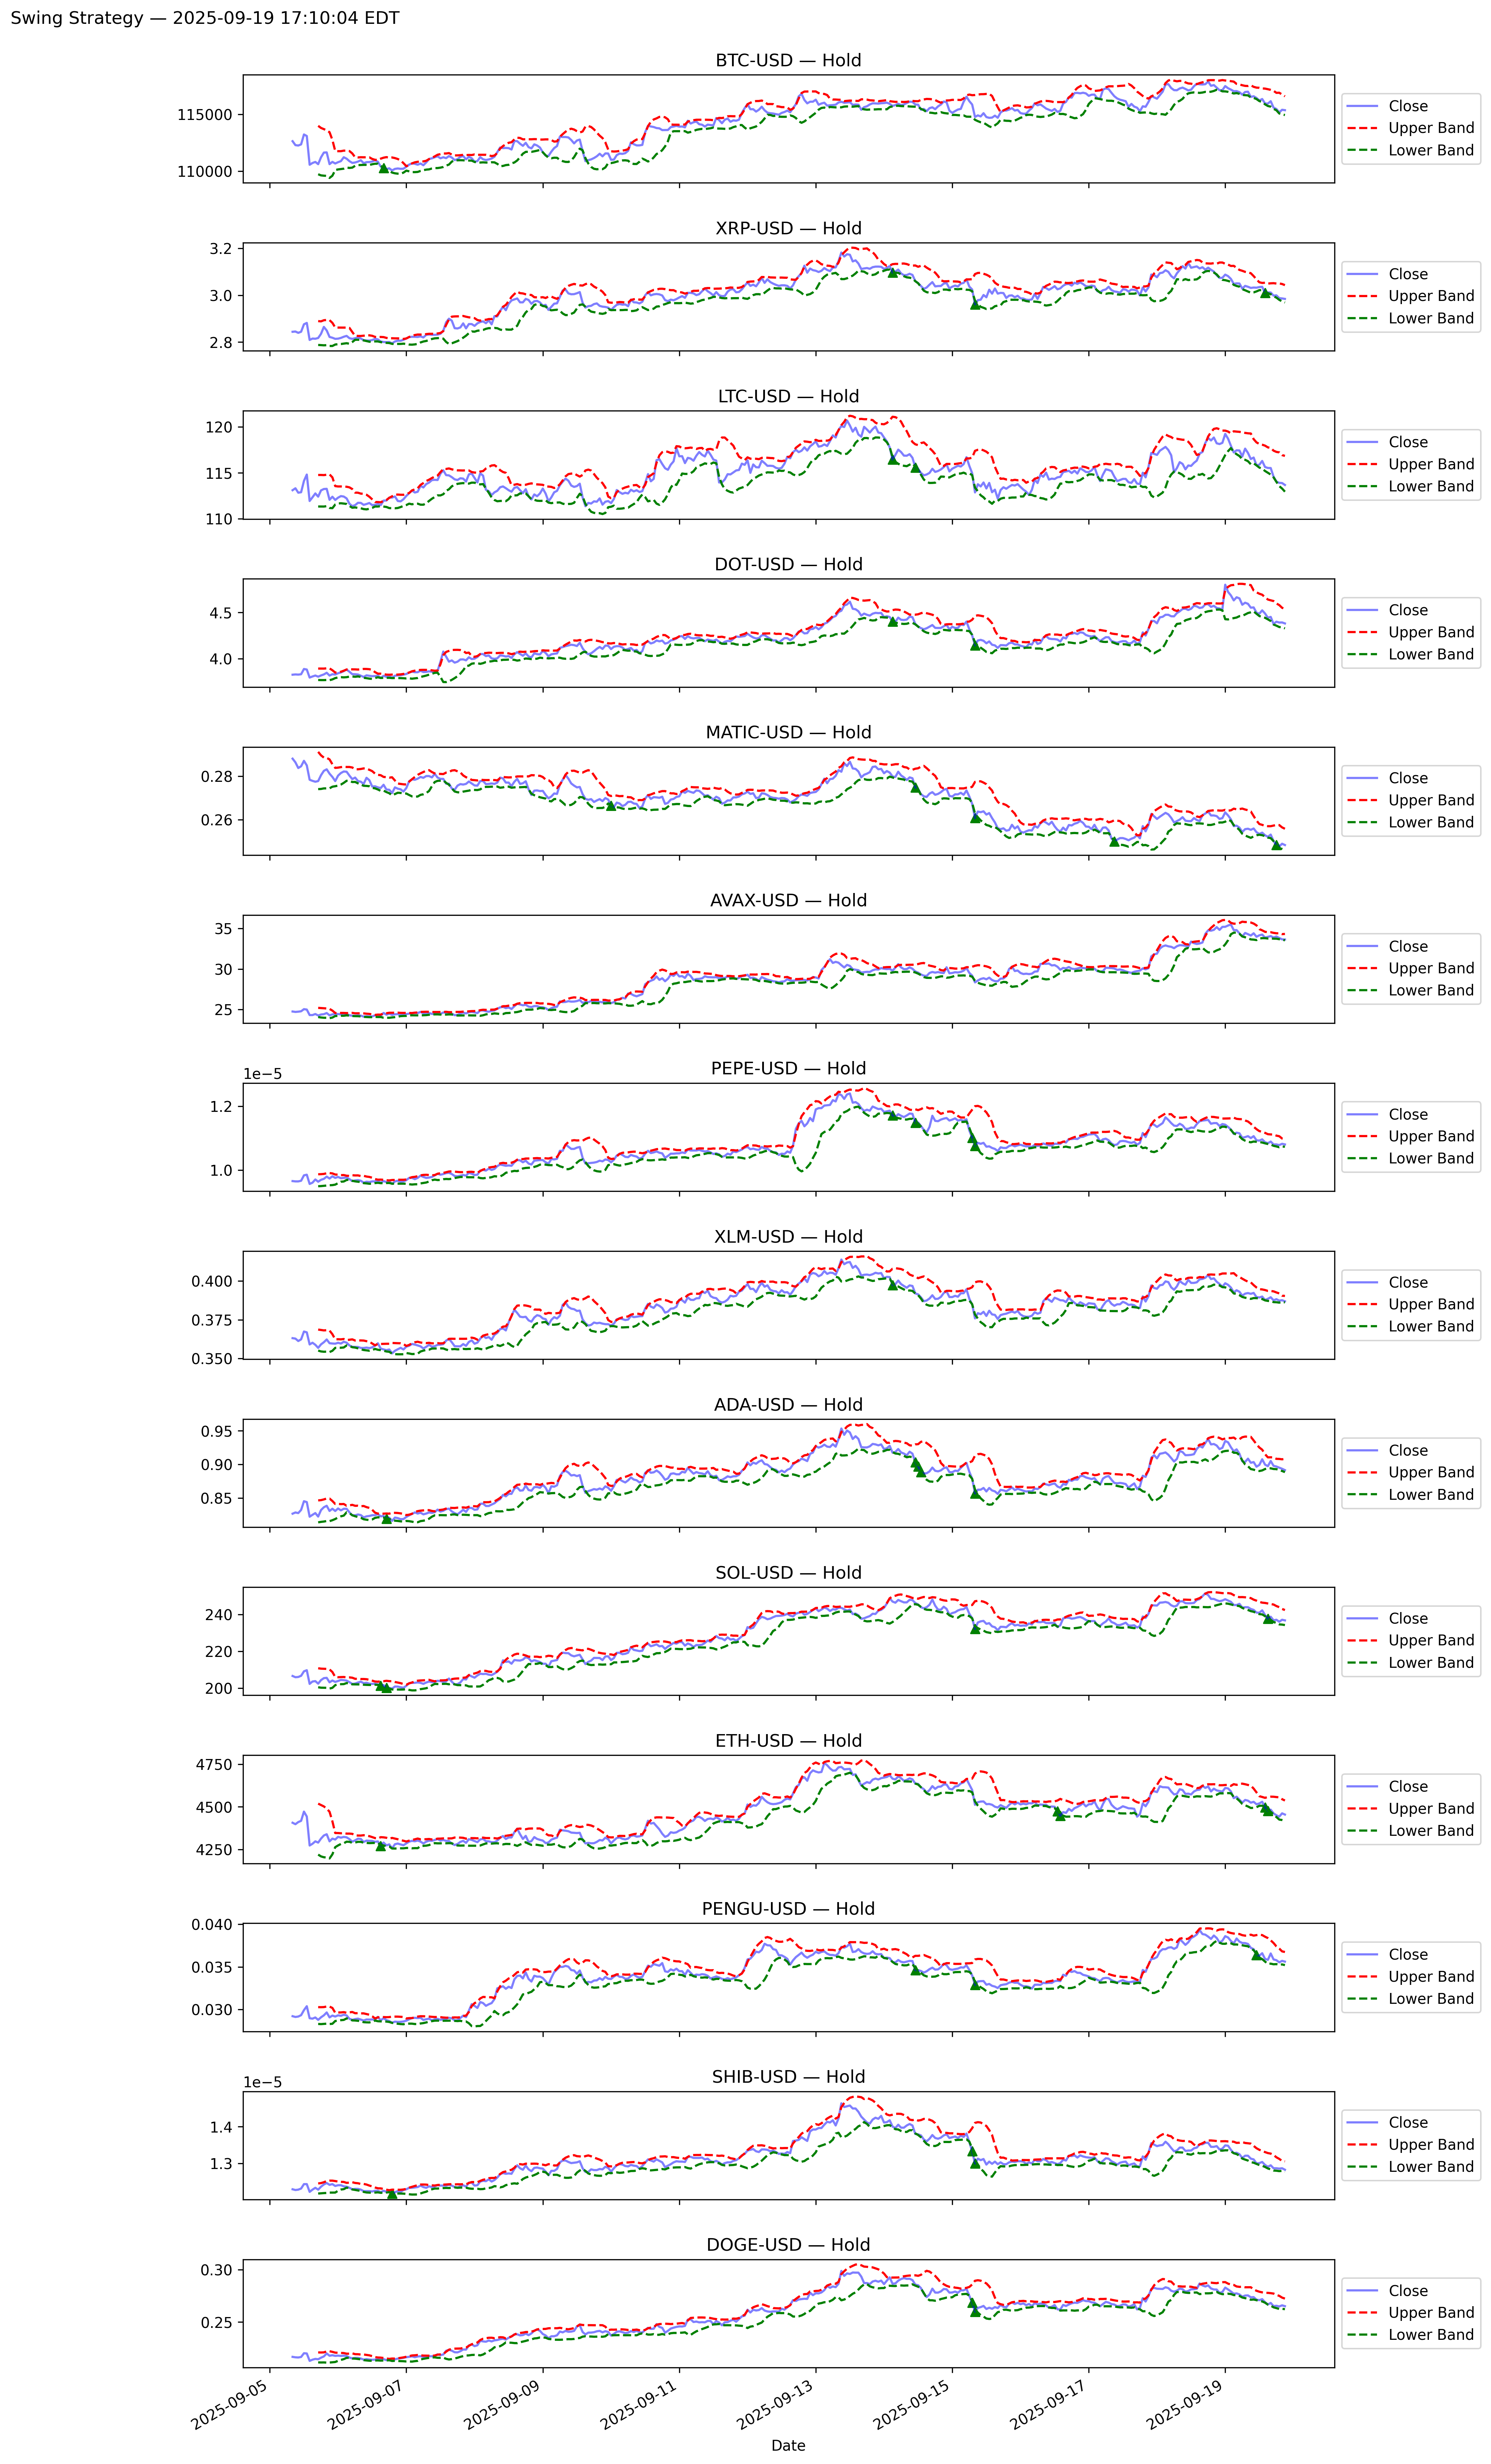 Swing Strategy — 2025-09-19 17:10:04 EDT
BTC-USD — Hold
115000
110000
Close
Upper Band
Lower Band
XRP-USD — Hold
3.2
3.0
2.8
Close
Upper Band
Lower Band
LTC-USD — Hold
120
115
110
Close
Upper Band
Lower Band
DOT-USD — Hold
4.5
4.0
Close
Upper Band
Lower Band
MATIC-USD — Hold
0.28
0.26
Close
Upper Band
Lower Band
AVAX-USD — Hold
35
30
25
Close
Upper Band
Lower Band
PEPE-USD — Hold
1e−5
1.2
1.0
Close
Upper Band
Lower Band
XLM-USD — Hold
0.400
0.375
0.350
Close
Upper Band
Lower Band
ADA-USD — Hold
0.95
0.90
0.85
Close
Upper Band
Lower Band
SOL-USD — Hold
240
220
200
Close
Upper Band
Lower Band
ETH-USD — Hold
4750
4500
4250
Close
Upper Band
Lower Band
PENGU-USD — Hold
0.040
0.035
0.030
Close
Upper Band
Lower Band
SHIB-USD — Hold
1e−5
1.4
1.3
Close
Upper Band
Lower Band
DOGE-USD — Hold
0.30
0.25
Close
Upper Band
Lower Band
2025-09-05
2025-09-07
2025-09-09
2025-09-11
2025-09-13
2025-09-15
2025-09-17
2025-09-19
Date